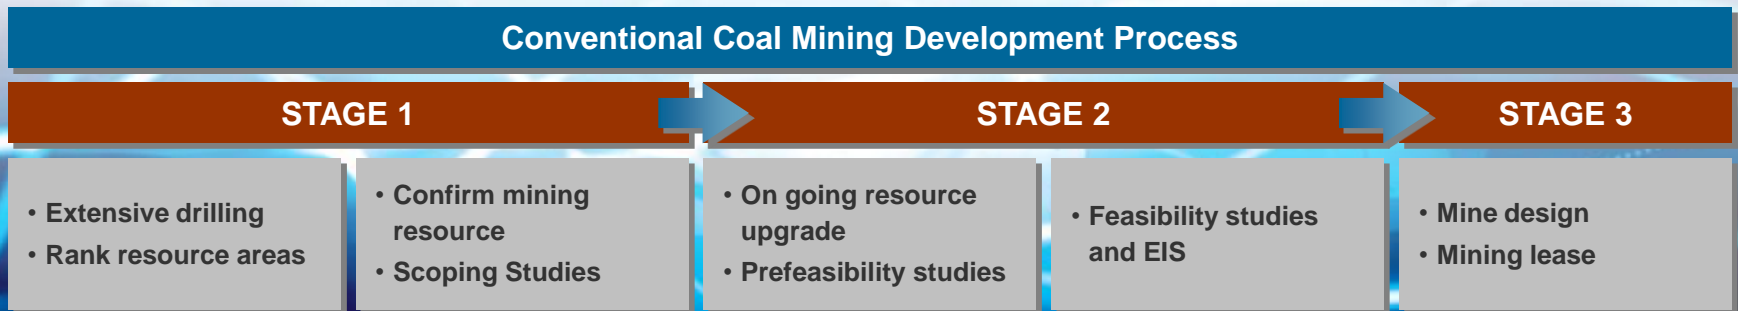 Conventional Coal Mining Development Process
STAGE 1
STAGE 2
STAGE 3
• Extensive drilling
• Rank resource areas
• Confirm mining
resource
• Scoping Studies
• On going resource
upgrade
• Prefeasibility studies
• Feasibility studies
and EIS
• Mine design
• Mining lease